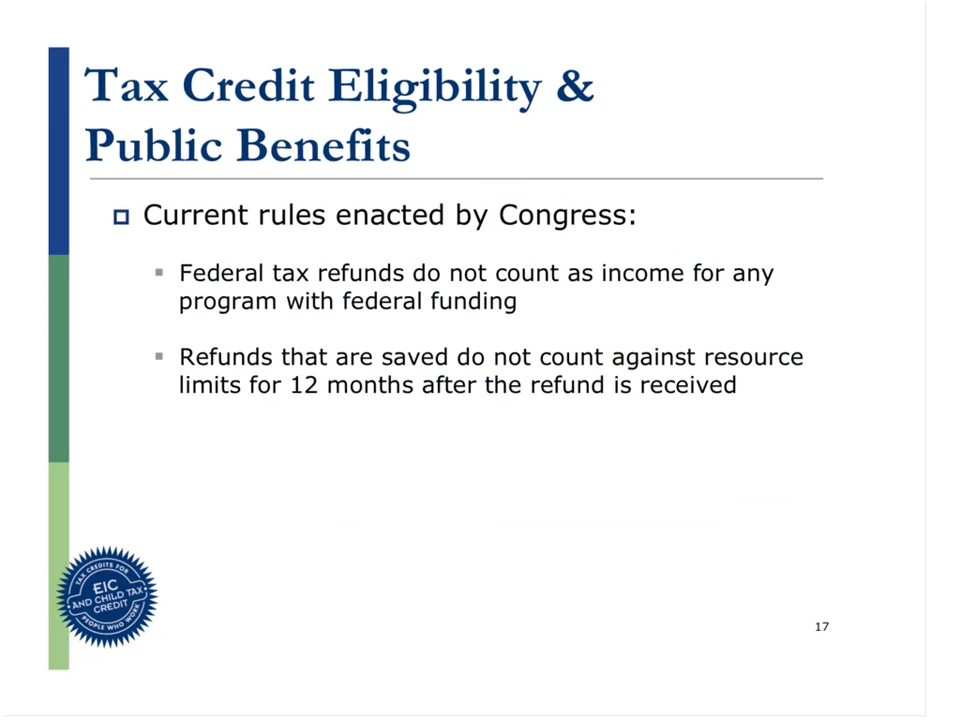 Tax Credit Eligibility &
Public Benefits
Current rules enacted by Congress:
Federal tax refunds do not count as income for any
program with federal funding
Refunds that are saved do not count against resource
limits for 12 months after the refund is received
TAX CREDITS FOR
EIC
AND CHILD TAX
CREDIT
PEOPLE WHO WORK
17